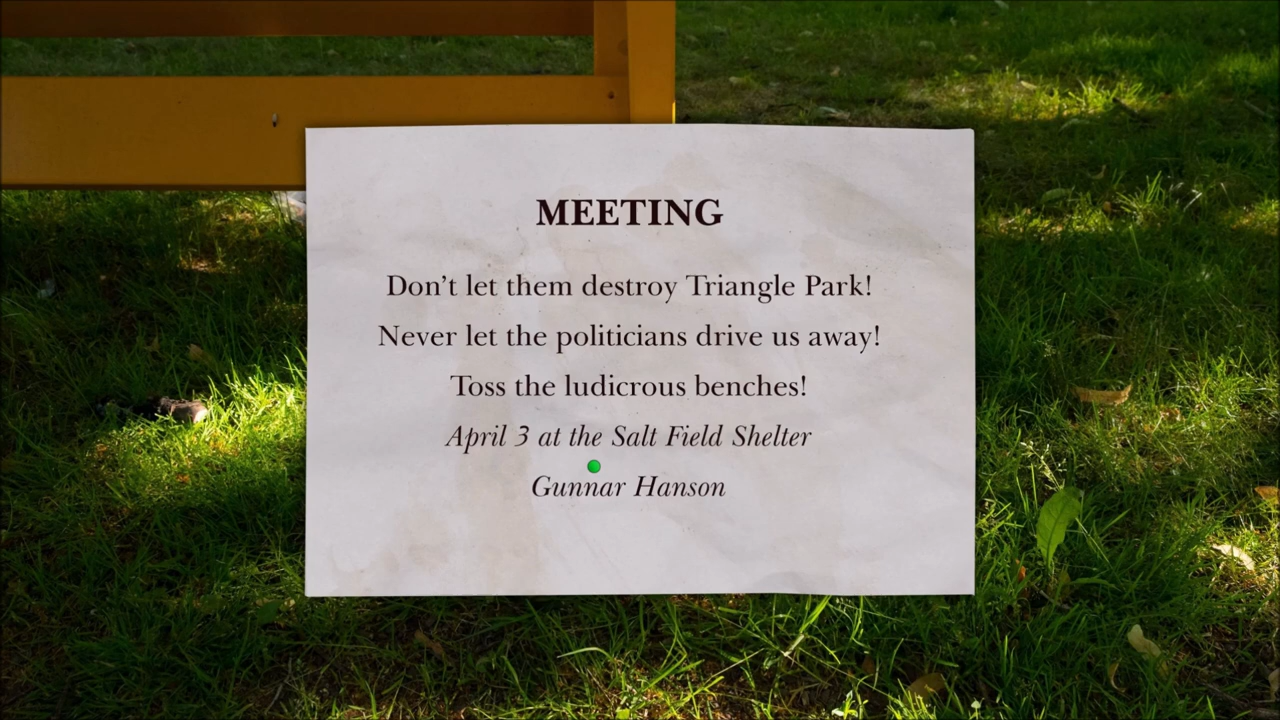 MEETING
Don't let them destroy Triangle Park!
Never let the politicians drive us away!
Toss the ludicrous benches!
April 3 at the Salt Field Shelter
Gunnar Hanson